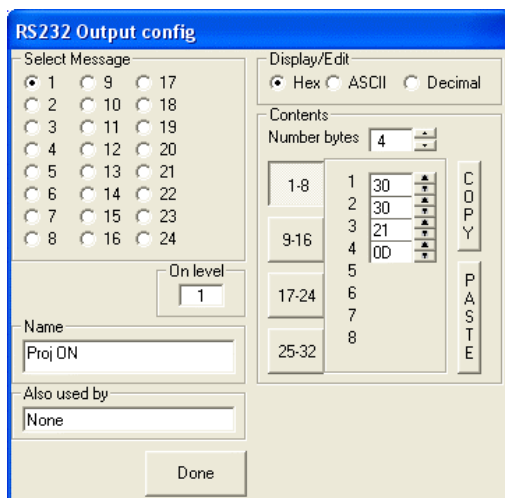 RS232 Output config
Select Message
1 9 17
2 10 18
3 11 19
4 12 20
5 13 21
6 14 22
7 15 23
8 16 24
On level
1
Name
Proj ON
Also used by
None
Done
Display/Edit
Hex ASCII Decimal
Contents
Number bytes 4
1-8
9-16
17-24
25-32
1 30
2 30
3 21
4 0D
5
6
7
8
COPY
PASTE